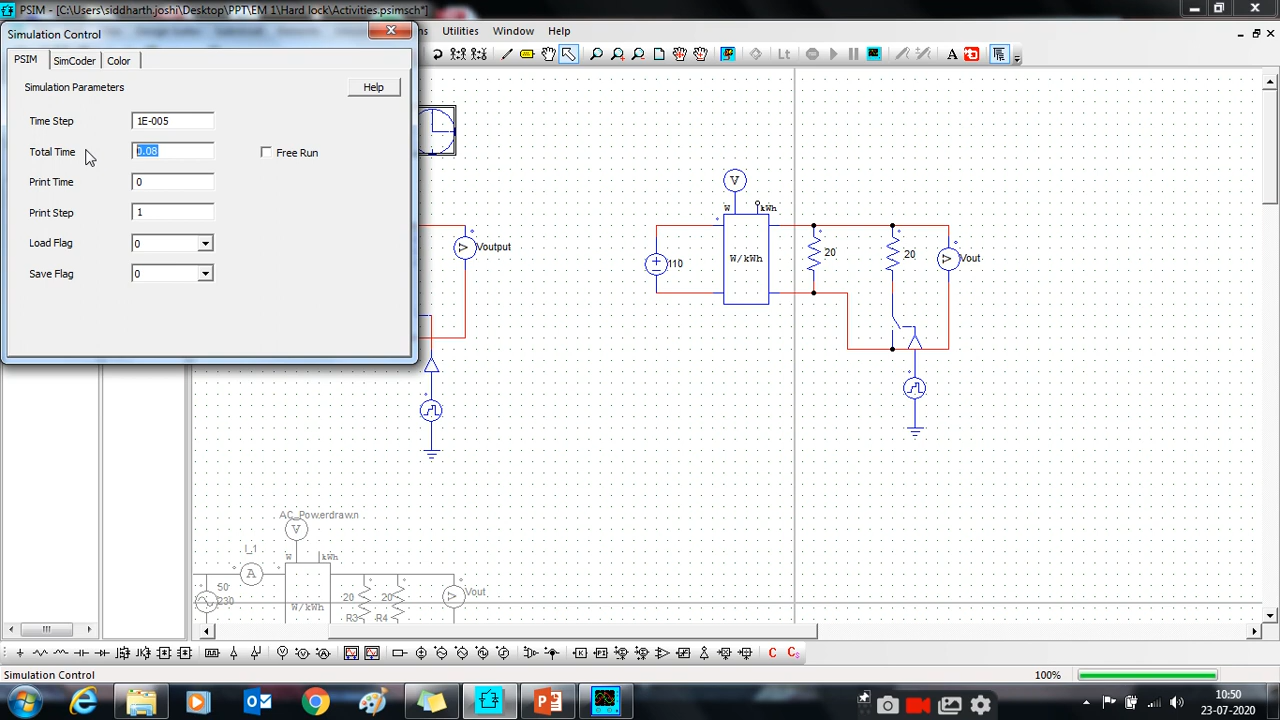 PSIM - [C:\Users\siddharth.joshi\Desktop\PPT\EM 1\Hard lock\Activities.psimsch*]
Utilities Window Help
Simulation Control
PSIM SimCoder Color
Simulation Parameters
Help
Time Step 1E-005
Total Time 0.08 Free Run
Print Time 0
Print Step 1
Load Flag 0
Save Flag 0
Lt
A
V
W kWh
Voutput
110
W/kWh
20
20
Vout
AC_Powerdrawn
V
I_1
A
W kWh
50
230
W/kWh
20
20
R3
R4
Vout
C
Simulation Control
100%
10:50
23-07-2020